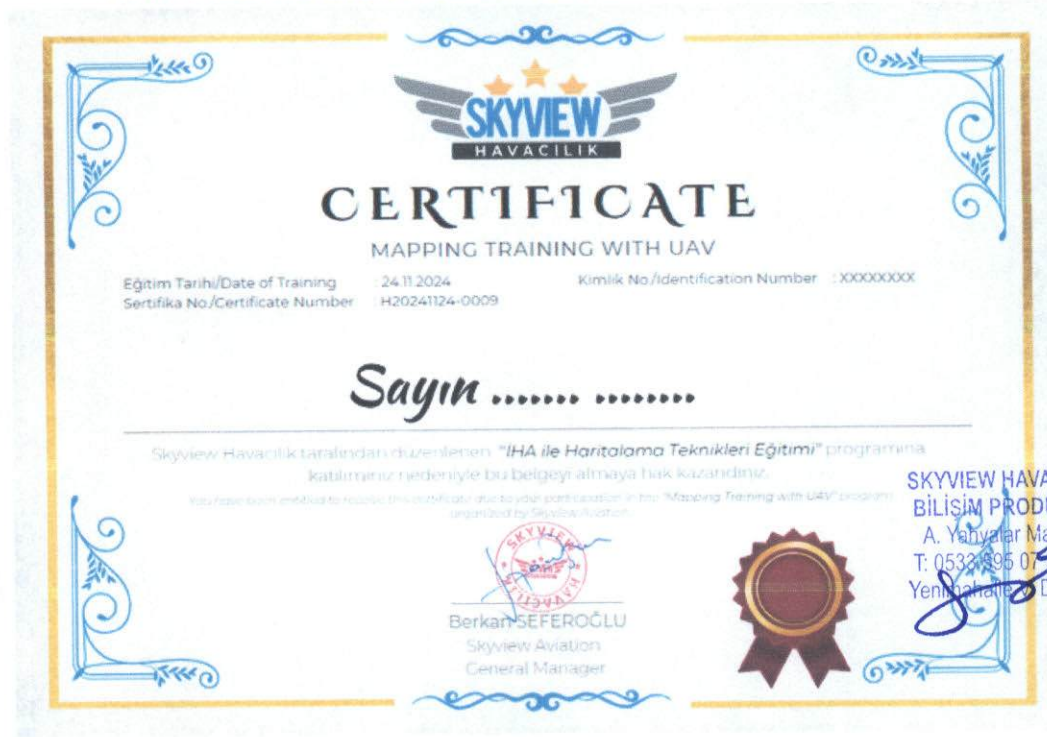 SKYVIEW
HAVACILIK
CERTIFICATE
MAPPING TRAINING WITH UAV
Eğitim Tarihi/Date of Training : 24.11.2024 Kimlik No./Identification Number : XXXXXXXX
Sertifika No./Certificate Number : H20241124-0009
Sayın ....... ........
Skyview Havacılık tarafından düzenlenen "İHA ile Haritalama Teknikleri Eğitimi" programına
katılımınız nedeniyle bu belgeyi almaya hak kazandınız.
You have been entitled to receive this certificate due to your participation in the "Mapping Training with UAV" program
organized by Skyview Aviation.
SKYVIEW HAVA
BİLİŞİM PRODU
A. Yahyalar Ma
T: 0533 395 07
Yenimahalle
SKYVIEW
HAVACILIK
Berkan SEFEROĞLU
Skyview Aviation
General Manager